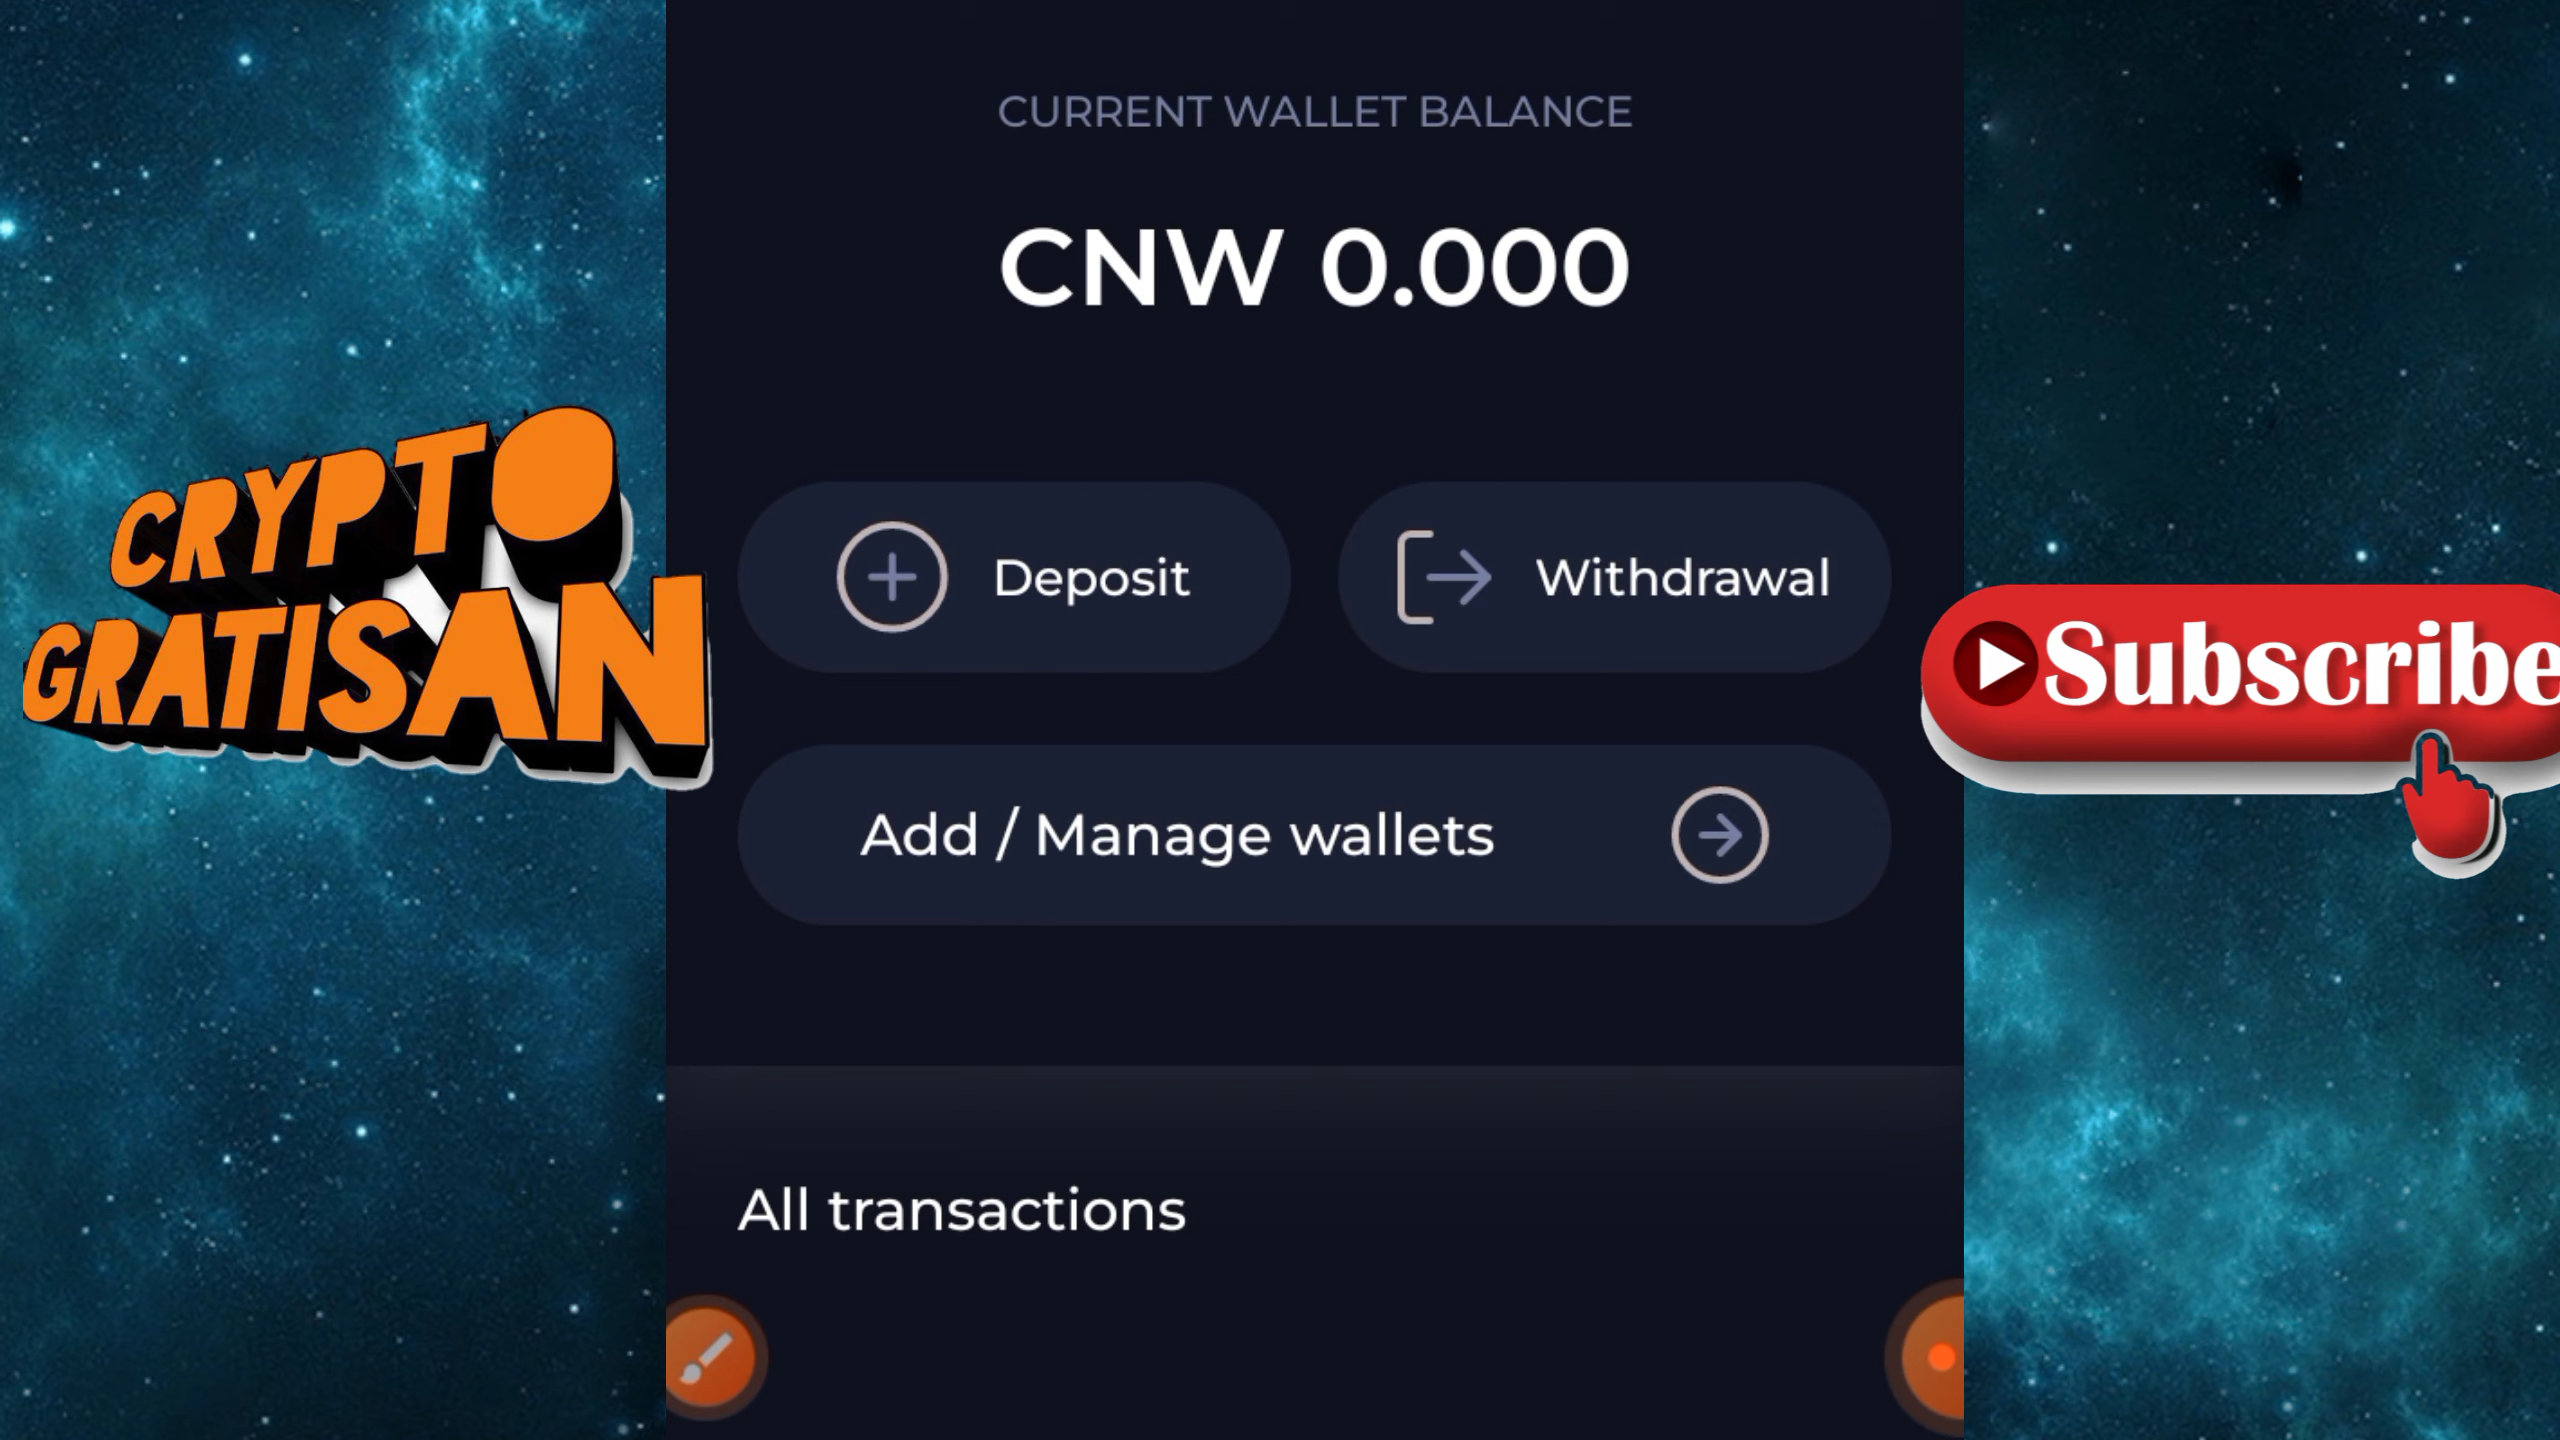 CRYPTO
GRATISAN
CURRENT WALLET BALANCE
CNW 0.000
Deposit
Withdrawal
Add / Manage wallets
All transactions
Subscribe